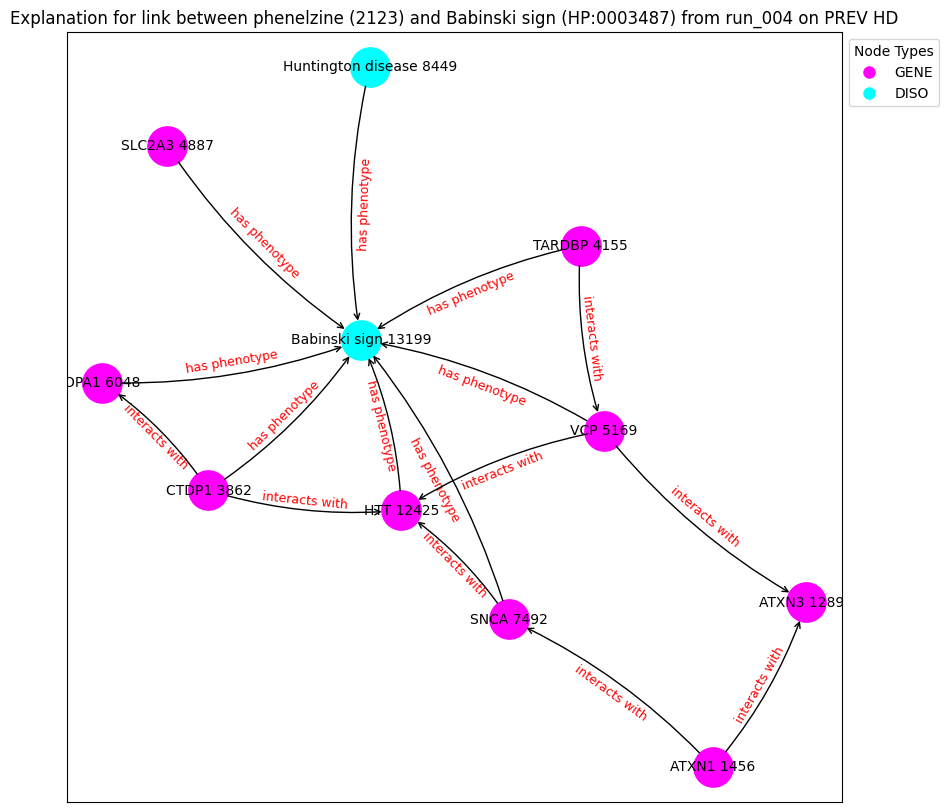 Explanation for link between phenelzine (2123) and Babinski sign (HP:0003487) from run_004 on PREV HD
Node Types
GENE
DISO
Huntington disease 8449
SLC2A3 4887
has phenotype
has phenotype
TARDBP 4155
has phenotype
interacts with
Babinski sign 13199
has phenotype
OPA1 6048
has phenotype
has phenotype
has phenotype
interacts with
VCP 5169
has phenotype
interacts with
CTDP1 3862
interacts with
HTT 12425
interacts with
interacts with
ATXN3 1289
SNCA 7492
interacts with
interacts with
ATXN1 1456